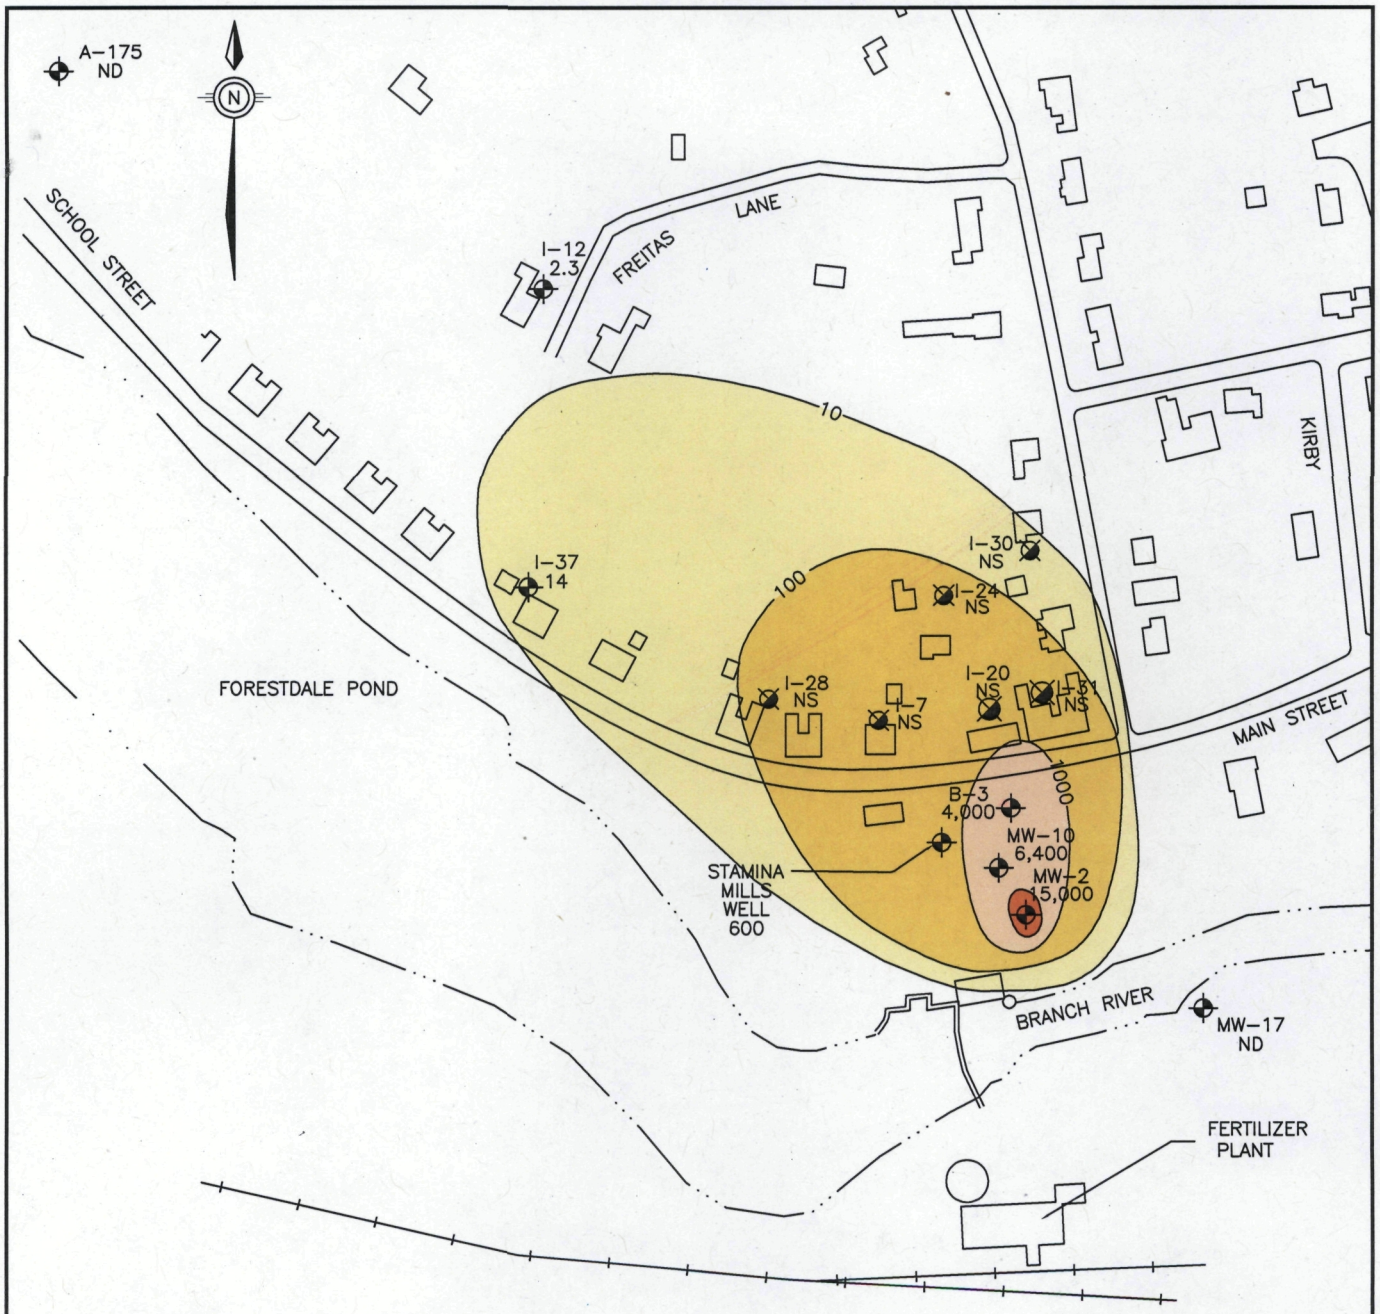 A-175
ND
N
SCHOOL STREET
I-12
2.3
FREITAS
LANE
10
KIRBY
I-37
14
I-30
NS
100
I-24
NS
FORESTDALE POND
I-28
NS
I-7
NS
I-20
NS
I-31
NS
MAIN STREET
1000
B-3
4,000
MW-10
6,400
MW-2
15,000
STAMINA
MILLS
WELL
600
BRANCH RIVER
MW-17
ND
FERTILIZER
PLANT